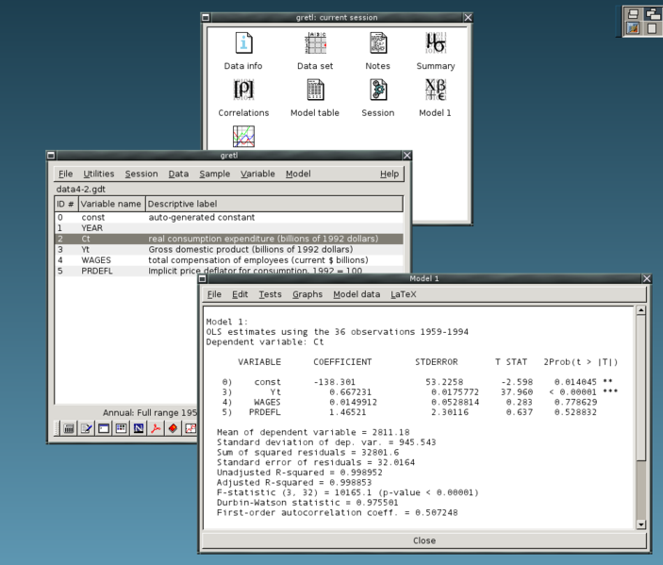 gretl: current session
Data info Data set Notes Summary
Correlations Model table Session Model 1
gretl
File Utilities Session Data Sample Variable Model Help
data4-2.gdt
ID # Variable name Descriptive label
0 const auto-generated constant
1 YEAR
2 Ct real consumption expenditure (billions of 1992 dollars)
3 Yt Gross domestic product (billions of 1992 dollars)
4 WAGES total compensation of employees (current $ billions)
5 PRDEFL Implicit price deflator for consumption, 1992 = 100
Annual: Full range 195
Model 1
File Edit Tests Graphs Model data LaTeX
Model 1:
OLS estimates using the 36 observations 1959-1994
Dependent variable: Ct
VARIABLE COEFFICIENT STDERROR T STAT 2Prob(t > |T|)
0) const -138.301 53.2258 -2.598 0.014045 **
3) Yt 0.667231 0.0175772 37.960 < 0.00001 ***
4) WAGES 0.0149912 0.0528814 0.283 0.778629
5) PRDEFL 1.46521 2.30116 0.637 0.528832
Mean of dependent variable = 2811.18
Standard deviation of dep. var. = 945.543
Sum of squared residuals = 32801.6
Standard error of residuals = 32.0164
Unadjusted R-squared = 0.998952
Adjusted R-squared = 0.998853
F-statistic (3, 32) = 10165.1 (p-value < 0.00001)
Durbin-Watson statistic = 0.975501
First-order autocorrelation coeff. = 0.507248
Close